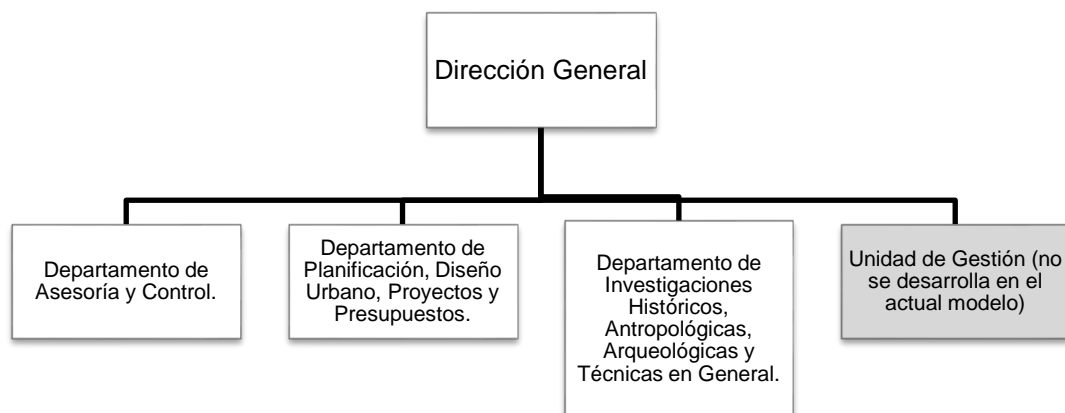 Dirección General
Departamento de
Asesoría y Control.
Departamento de
Planificación, Diseño
Urbano, Proyectos y
Presupuestos.
Departamento de
Investigaciones
Históricos,
Antropológicas,
Arqueológicas y
Técnicas en General.
Unidad de Gestión (no
se desarrolla en el
actual modelo)